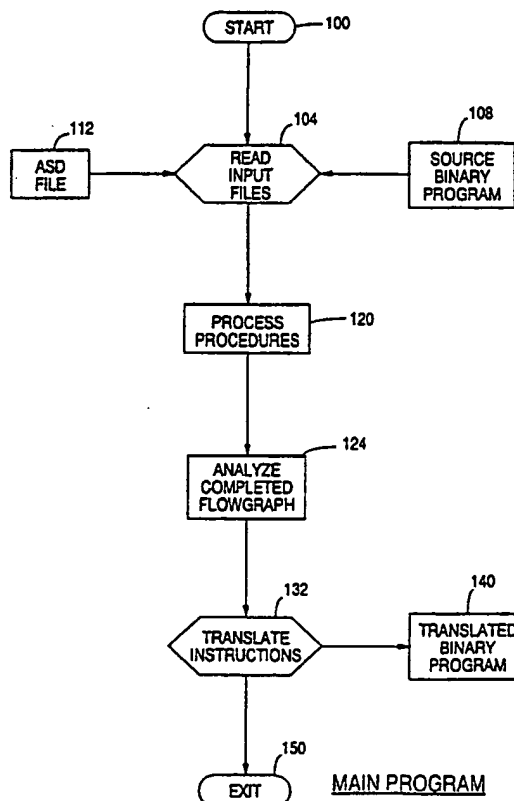 START
100
112
104
108
ASD
FILE
READ
INPUT
FILES
SOURCE
BINARY
PROGRAM
PROCESS
PROCEDURES
120
124
ANALYZE
COMPLETED
FLOWGRAPH
132
140
TRANSLATE
INSTRUCTIONS
TRANSLATED
BINARY
PROGRAM
150
EXIT
MAIN PROGRAM